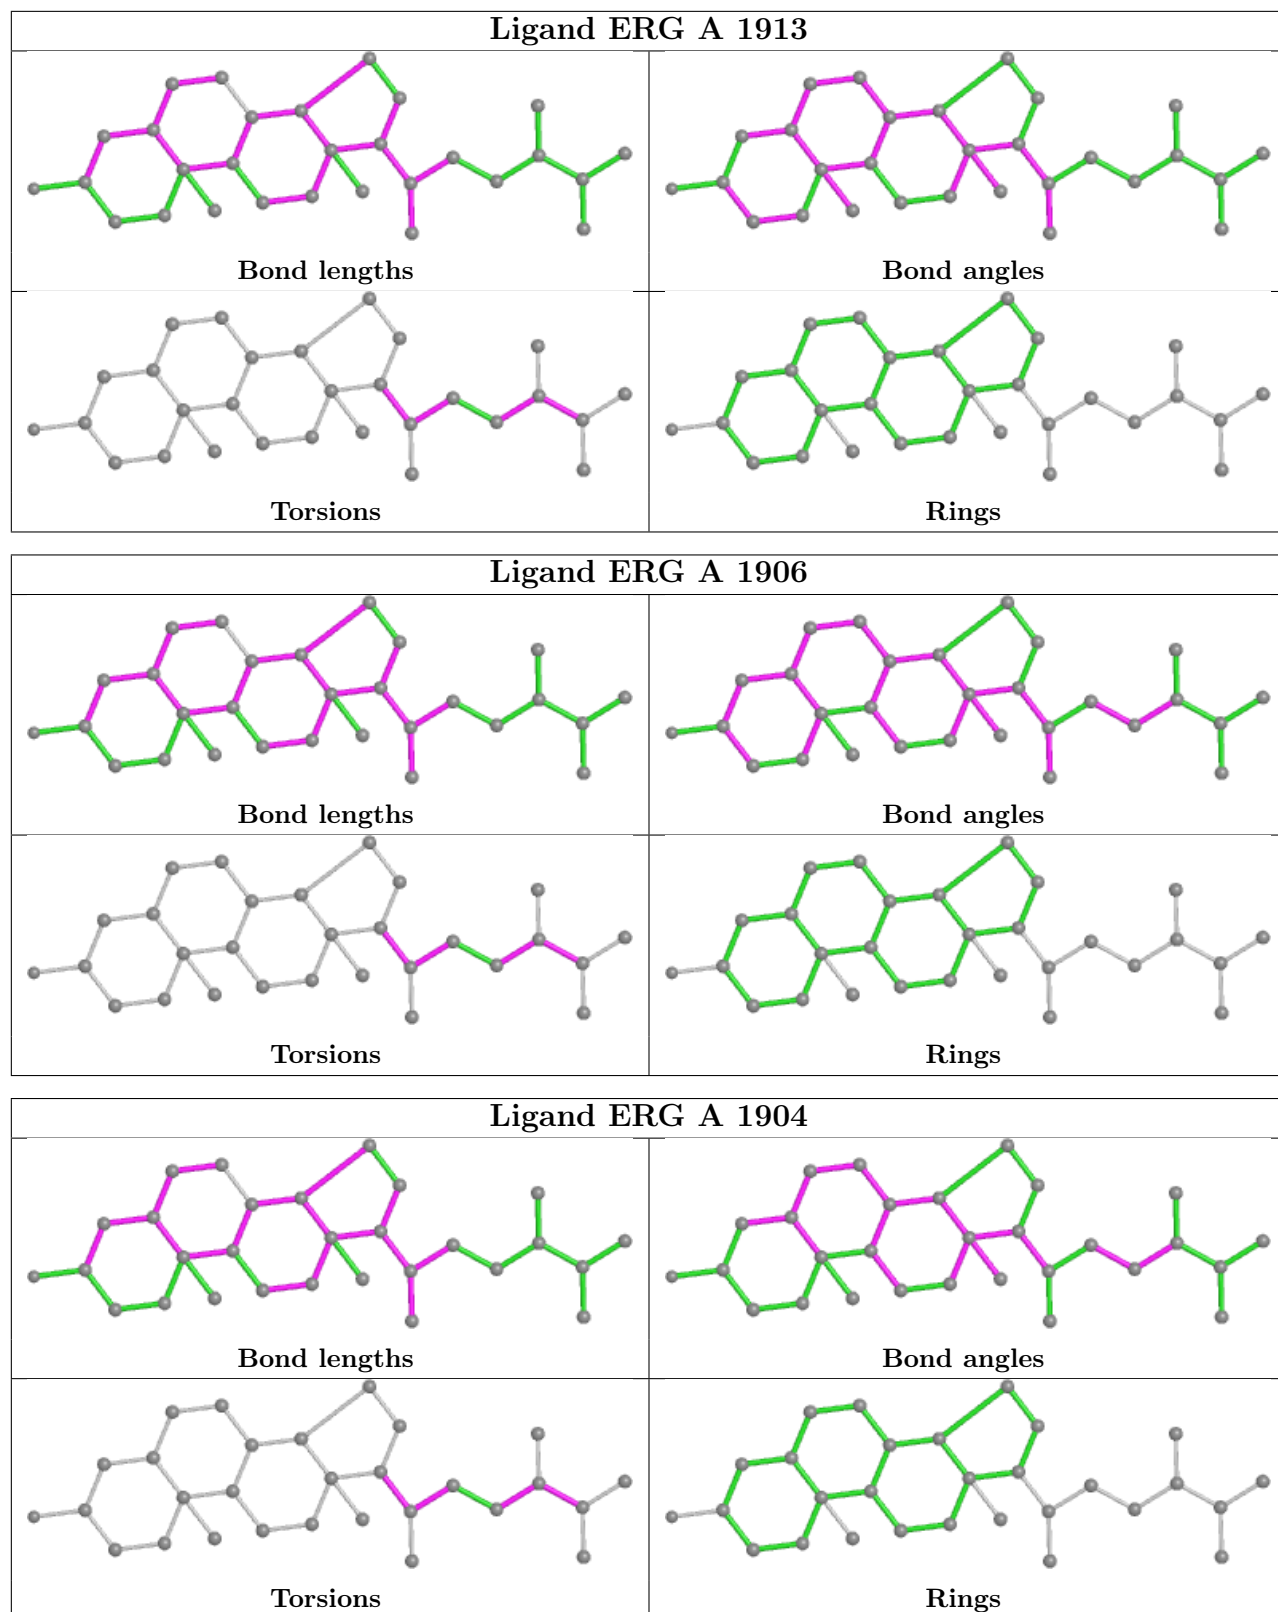 Ligand ERG A 1913
Bond lengths
Bond angles
Torsions
Rings
Ligand ERG A 1906
Bond lengths
Bond angles
Torsions
Rings
Ligand ERG A 1904
Bond lengths
Bond angles
Torsions
Rings